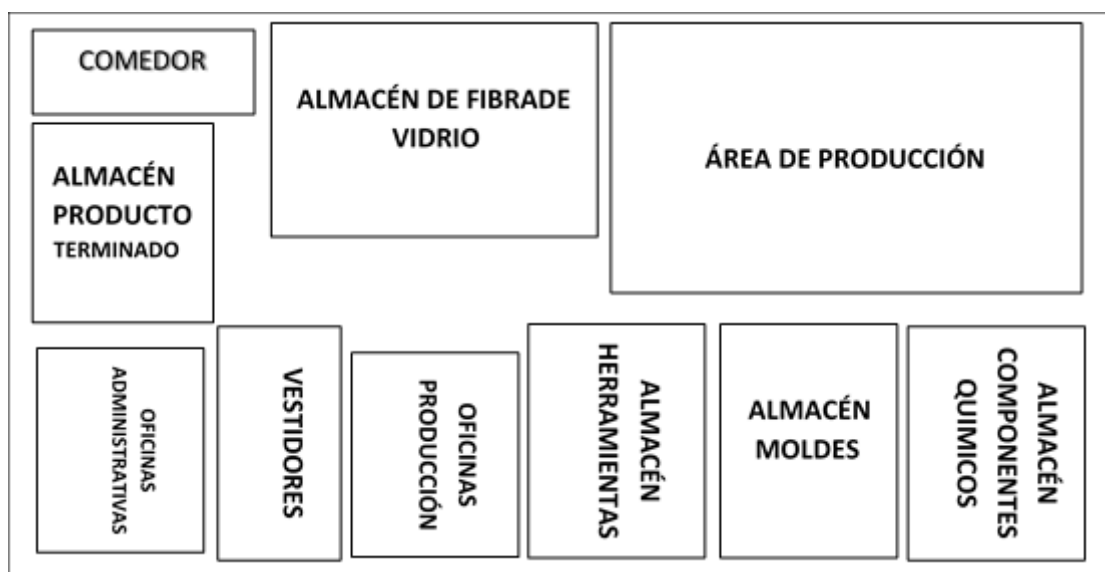 COMEDOR
ALMACÉN DE FIBRADE
VIDRIO
ÁREA DE PRODUCCIÓN
ALMACÉN
PRODUCTO
TERMINADO
OFICINAS
ADMINISTRATIVAS
VESTIDORES
OFICINAS
PRODUCCIÓN
ALMACÉN
HERRAMIENTAS
ALMACÉN
MOLDES
ALMACÉN
COMPONENTES
QUIMICOS